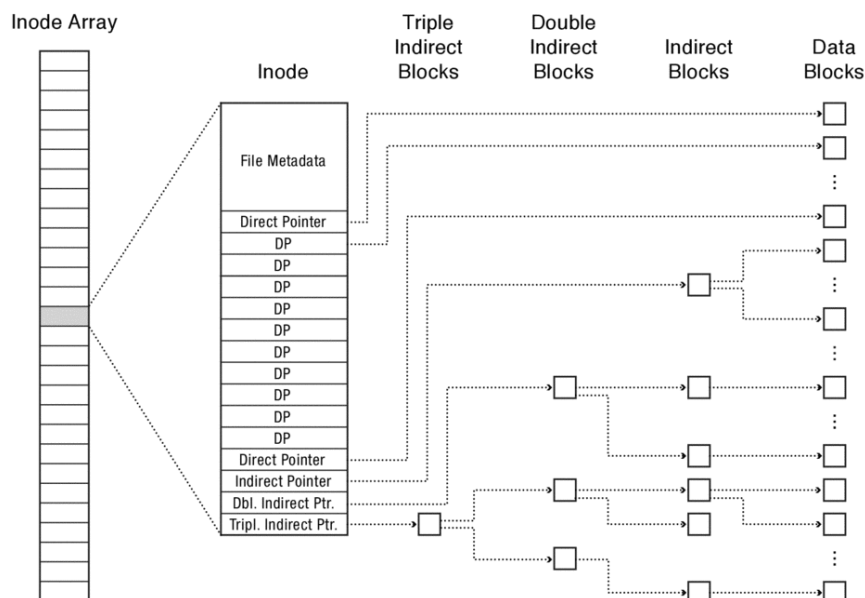 Inode Array
Triple
Indirect
Blocks
Double
Indirect
Blocks
Indirect
Blocks
Data
Blocks
Inode
File Metadata
Direct Pointer
DP
DP
DP
DP
DP
DP
DP
DP
DP
DP
Direct Pointer
Indirect Pointer
Dbl. Indirect Ptr.
Tripl. Indirect Ptr.